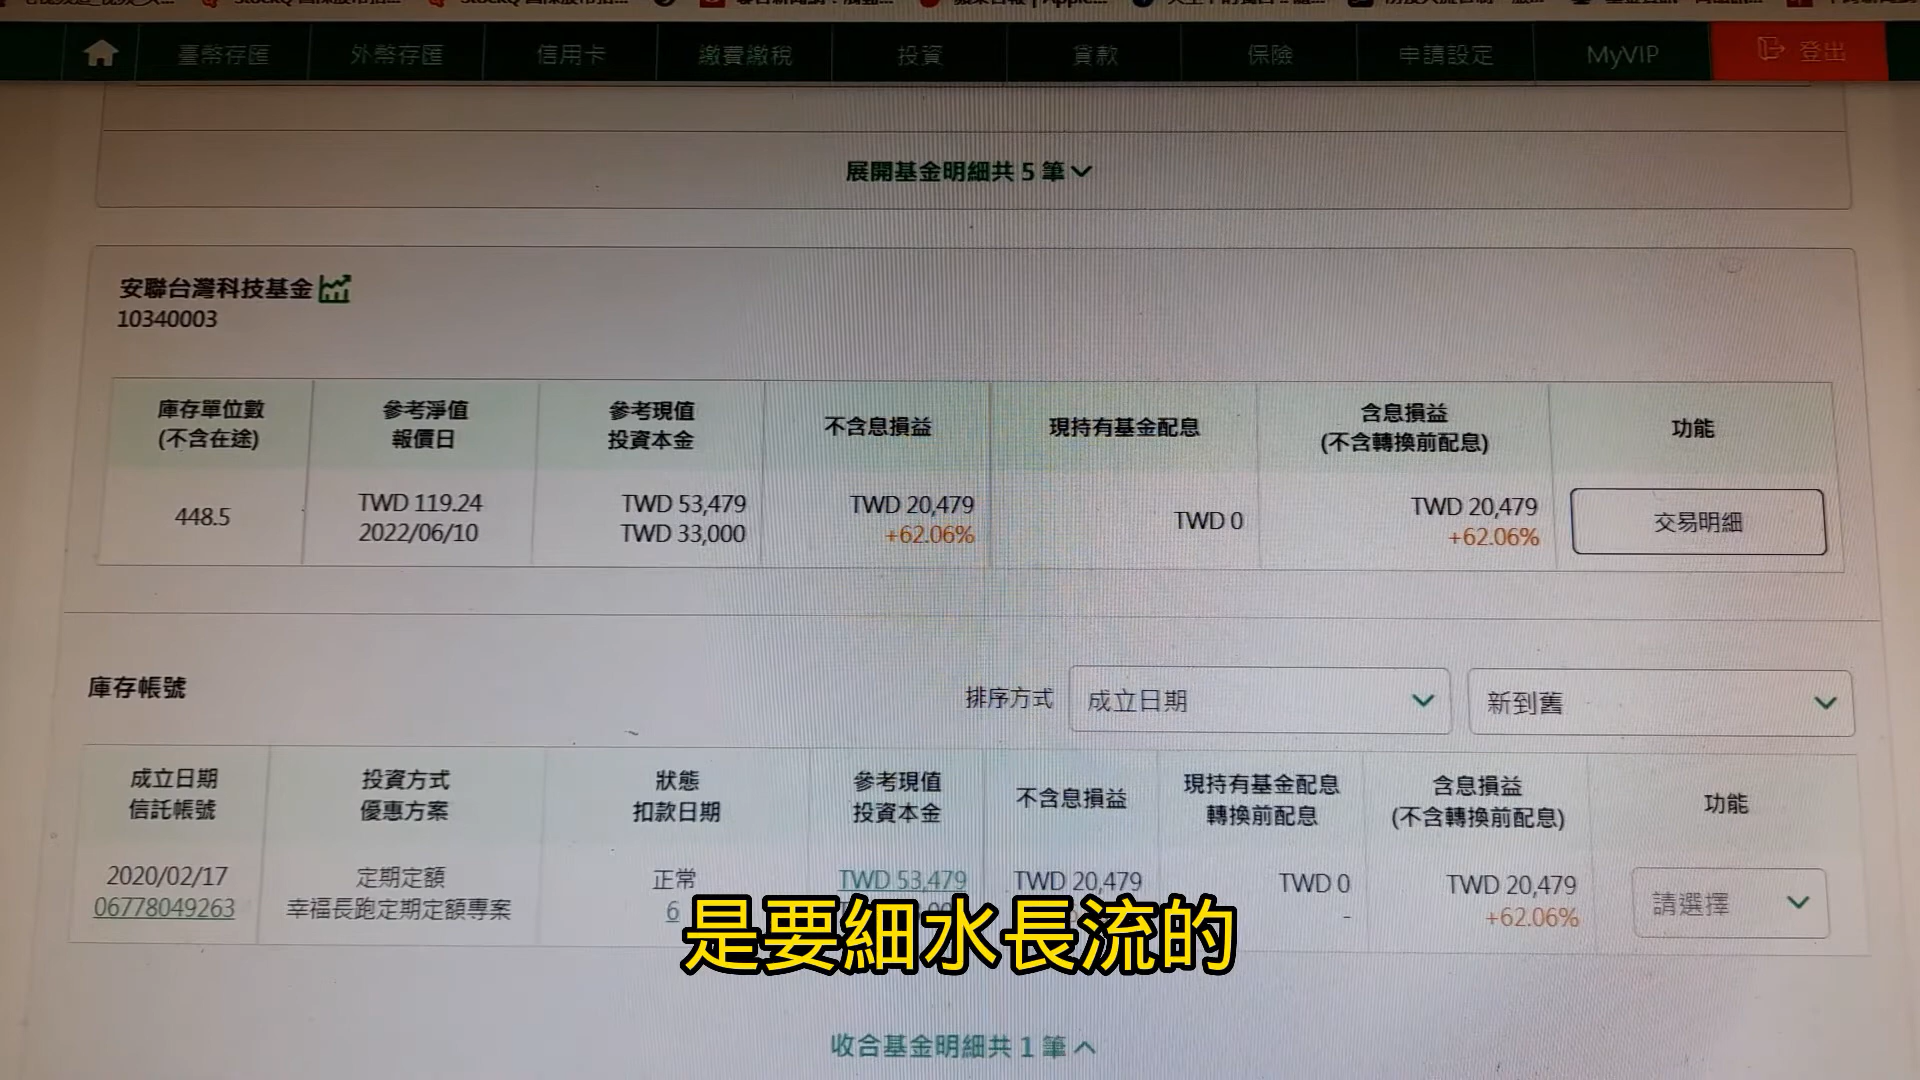 臺幣存匯 外幣存匯 信用卡 繳費繳稅 投資 貸款 保險 申請設定 MyVIP 登出
展開基金明細共 5 筆
安聯台灣科技基金
10340003
庫存單位數
(不含在途)
參考淨值
報價日
參考現值
投資本金
不含息損益
現持有基金配息
含息損益
(不含轉換前配息)
功能
448.5
TWD 119.24
2022/06/10
TWD 53,479
TWD 33,000
TWD 20,479
+62.06%
TWD 0
TWD 20,479
+62.06%
交易明細
庫存帳號
排序方式
成立日期
新到舊
成立日期
信託帳號
投資方式
優惠方案
狀態
扣款日期
參考現值
投資本金
不含息損益
現持有基金配息
轉換前配息
含息損益
(不含轉換前配息)
功能
2020/02/17
06778049263
定期定額
幸福長跑定期定額專案
正常
6
TWD 53,479
TWD 20,479
TWD 0
-
TWD 20,479
+62.06%
請選擇
是要細水長流的
收合基金明細共 1 筆